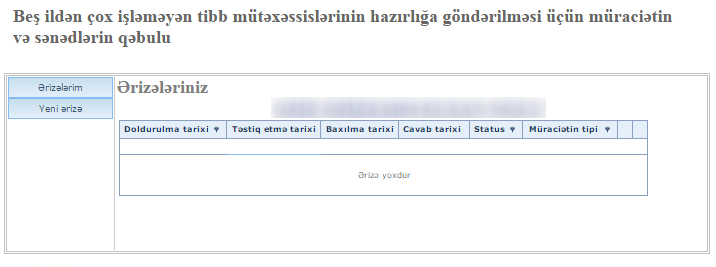 Beş ildən çox işləməyən tibb mütəxəssislərinin hazırlığa göndərilməsi üçün müraciətin
və sənədlərin qəbulu
Ərizələrim
Yeni ərizə
Ərizələriniz
Doldurulma tarixi Təstiq etmə tarixi Baxılma tarixi Cavab tarixi Status Müraciətin tipi
Ərizə yoxdur